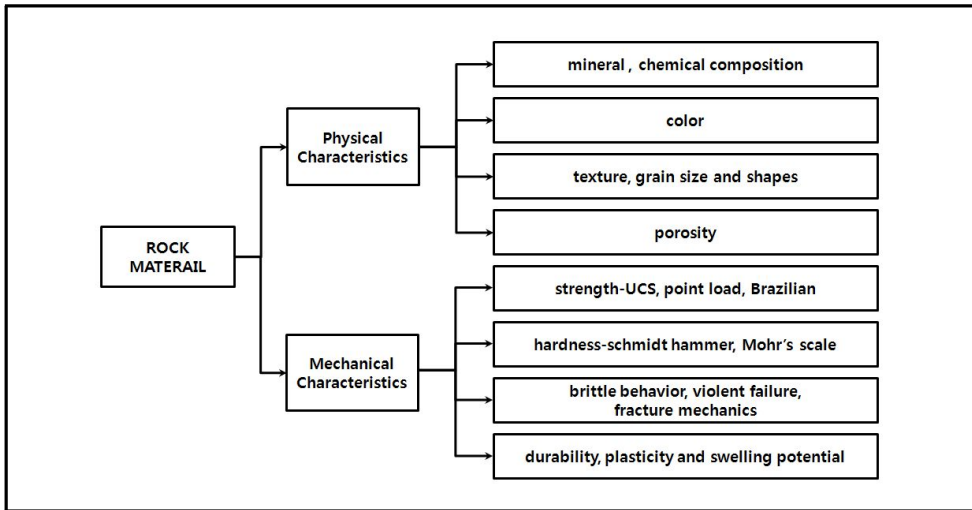 ROCK
MATERAIL
Physical
Characteristics
mineral , chemical composition
color
texture, grain size and shapes
porosity
Mechanical
Characteristics
strength-UCS, point load, Brazilian
hardness-schmidt hammer, Mohr's scale
brittle behavior, violent failure,
fracture mechanics
durability, plasticity and swelling potential